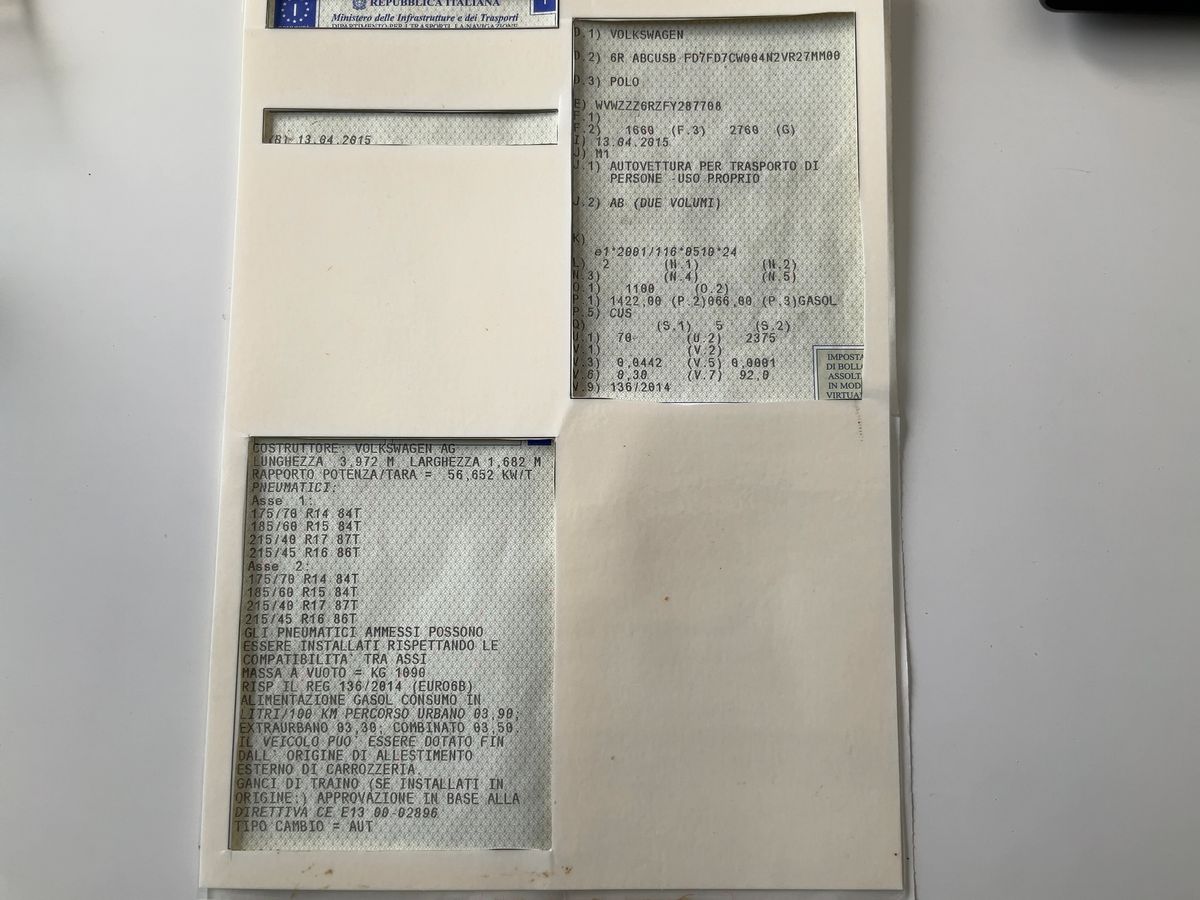 REPUBBLICA ITALIANA
I
Ministero delle Infrastrutture e dei Trasporti
DIPARTIMENTO PER I TRASPORTI, LA NAVIGAZIONE
(B) 13.04.2015
D.1) VOLKSWAGEN
D.2) 6R ABCUSB FD7FD7CW004N2VR27MM00
D.3) POLO
E) WVWZZZ6RZFY287708
F.1)
F.2) 1660 (F.3) 2760 (G)
I) 13.04.2015
J) M1
J.1) AUTOVETTURA PER TRASPORTO DI
PERSONE -USO PROPRIO
J.2) AB (DUE VOLUMI)
K)
e1*2001/116*0510*24
L) 2 (N.1) (N.2)
N.3) (N.4) (N.5)
O.1) 1100 (O.2)
P.1) 1422,00 (P.2)066,00 (P.3)GASOL
P.5) CUS
Q) (S.1) 5 (S.2)
U.1) 70 (U.2) 2375
V.1) (V.2)
V.3) 0,0442 (V.5) 0,0001
V.6) 0,30 (V.7) 92,0
V.9) 136/2014
IMPOSTA
DI BOLL
ASSOLT
IN MOD
VIRTUA
COSTRUTTORE: VOLKSWAGEN AG
LUNGHEZZA 3,972 M LARGHEZZA 1,682 M
RAPPORTO POTENZA/TARA = 56,652 KW/T
PNEUMATICI:
Asse 1:
175/70 R14 84T
185/60 R15 84T
215/40 R17 87T
215/45 R16 86T
Asse 2:
175/70 R14 84T
185/60 R15 84T
215/40 R17 87T
215/45 R16 86T
GLI PNEUMATICI AMMESSI POSSONO
ESSERE INSTALLATI RISPETTANDO LE
COMPATIBILITA' TRA ASSI
MASSA A VUOTO = KG 1090
RISP IL REG 136/2014 (EURO6B)
ALIMENTAZIONE GASOL CONSUMO IN
LITRI/100 KM PERCORSO URBANO 03,90;
EXTRAURBANO 03,30; COMBINATO 03,50.
IL VEICOLO PUO' ESSERE DOTATO FIN
DALL' ORIGINE DI ALLESTIMENTO
ESTERNO DI CARROZZERIA.
GANCI DI TRAINO (SE INSTALLATI IN
ORIGINE:) APPROVAZIONE IN BASE ALLA
DIRETTIVA CE E13 00-02896
TIPO CAMBIO = AUT